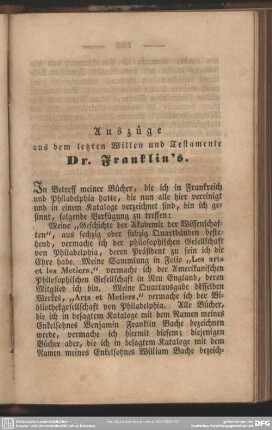 Auszüge
aus dem letzten Willen und Testamente
Dr. Franklin's.
In Betreff meiner Bücher, die ich in Frankreich
und Philadelphia hatte, die nun alle hier vereinigt
und in einem Kataloge verzeichnet sind, bin ich ge-
sinnt, folgende Verfügung zu treffen:
Meine „Geschichte der Akademie der Wissenschaf-
ten," aus sechzig oder siebzig Quartbänden beste-
hend, vermache ich der philosophischen Gesellschaft
von Philadelphia, deren Präsident zu sein ich die
Ehre habe. Meine Sammlung in Folio „Les arts
et les Metiers," vermache ich der Amerikanischen
Philosophischen Gesellschaft in Neu England, deren
Mitglied ich bin. Meine Quartausgabe desselben
Werkes, „Arts et Metiers," vermache ich der Bi-
bliothekgesellschaft von Philadelphia. Alle Bücher,
die ich in besagtem Kataloge mit dem Namen meines
Enkelsohnes Benjamin Franklin Bache bezeichnen
werde, vermache ich hiermit diesem; diejenigen
Bücher aber, die ich in besagtem Kataloge mit dem
Namen meines Enkelsohnes William Bache bezeich-